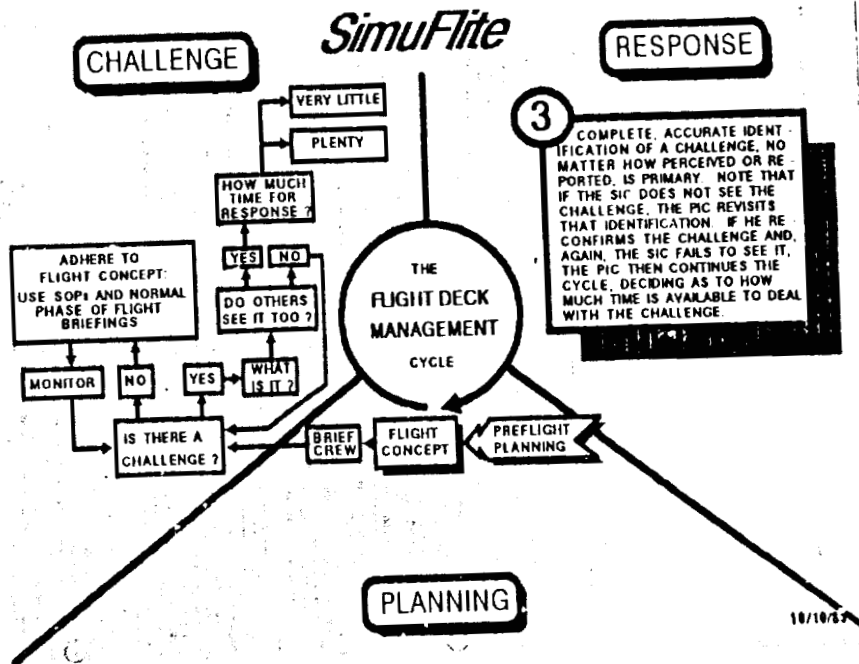 SimuFlite
CHALLENGE
RESPONSE
VERY LITTLE
PLENTY
HOW MUCH
TIME FOR
RESPONSE ?
YES
NO
DO OTHERS
SEE IT TOO ?
ADHERE TO
FLIGHT CONCEPT:
USE SOPs AND NORMAL
PHASE OF FLIGHT
BRIEFINGS
MONITOR
NO
YES
WHAT
IS IT ?
IS THERE A
CHALLENGE ?
BRIEF
CREW
FLIGHT
CONCEPT
PREFLIGHT
PLANNING
THE
FLIGHT DECK
MANAGEMENT
CYCLE
3
COMPLETE, ACCURATE IDENT-
IFICATION OF A CHALLENGE, NO
MATTER HOW PERCEIVED OR RE-
PORTED, IS PRIMARY. NOTE THAT
IF THE SIC DOES NOT SEE THE
CHALLENGE, THE PIC REVISITS
THAT IDENTIFICATION. IF HE RE-
CONFIRMS THE CHALLENGE AND,
AGAIN, THE SIC FAILS TO SEE IT,
THE PIC THEN CONTINUES THE
CYCLE, DECIDING AS TO HOW
MUCH TIME IS AVAILABLE TO DEAL
WITH THE CHALLENGE.
PLANNING